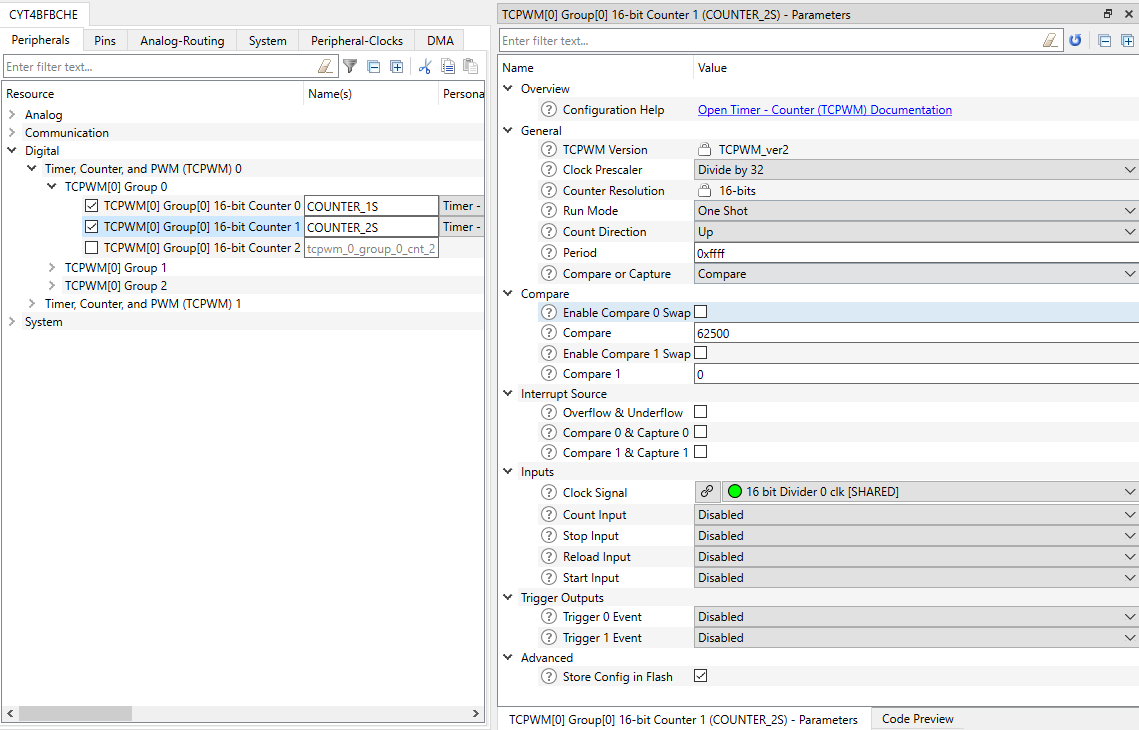 CYT4BFBCHE
Peripherals Pins Analog-Routing System Peripheral-Clocks DMA
Enter filter text...
Resource Name(s) Persona
Analog
Communication
Digital
Timer, Counter, and PWM (TCPWM) 0
TCPWM[0] Group 0
TCPWM[0] Group[0] 16-bit Counter 0 COUNTER_1S Timer -
TCPWM[0] Group[0] 16-bit Counter 1 COUNTER_2S Timer -
TCPWM[0] Group[0] 16-bit Counter 2 tcpwm_0_group_0_cnt_2
TCPWM[0] Group 1
TCPWM[0] Group 2
Timer, Counter, and PWM (TCPWM) 1
System
TCPWM[0] Group[0] 16-bit Counter 1 (COUNTER_2S) - Parameters
Enter filter text...
Name Value
Overview
? Configuration Help Open Timer - Counter (TCPWM) Documentation
General
? TCPWM Version TCPWM_ver2
? Clock Prescaler Divide by 32
? Counter Resolution 16-bits
? Run Mode One Shot
? Count Direction Up
? Period 0xffff
? Compare or Capture Compare
Compare
? Enable Compare 0 Swap
? Compare 62500
? Enable Compare 1 Swap
? Compare 1 0
Interrupt Source
? Overflow & Underflow
? Compare 0 & Capture 0
? Compare 1 & Capture 1
Inputs
? Clock Signal 16 bit Divider 0 clk [SHARED]
? Count Input Disabled
? Stop Input Disabled
? Reload Input Disabled
? Start Input Disabled
Trigger Outputs
? Trigger 0 Event Disabled
? Trigger 1 Event Disabled
Advanced
? Store Config in Flash
TCPWM[0] Group[0] 16-bit Counter 1 (COUNTER_2S) - Parameters Code Preview